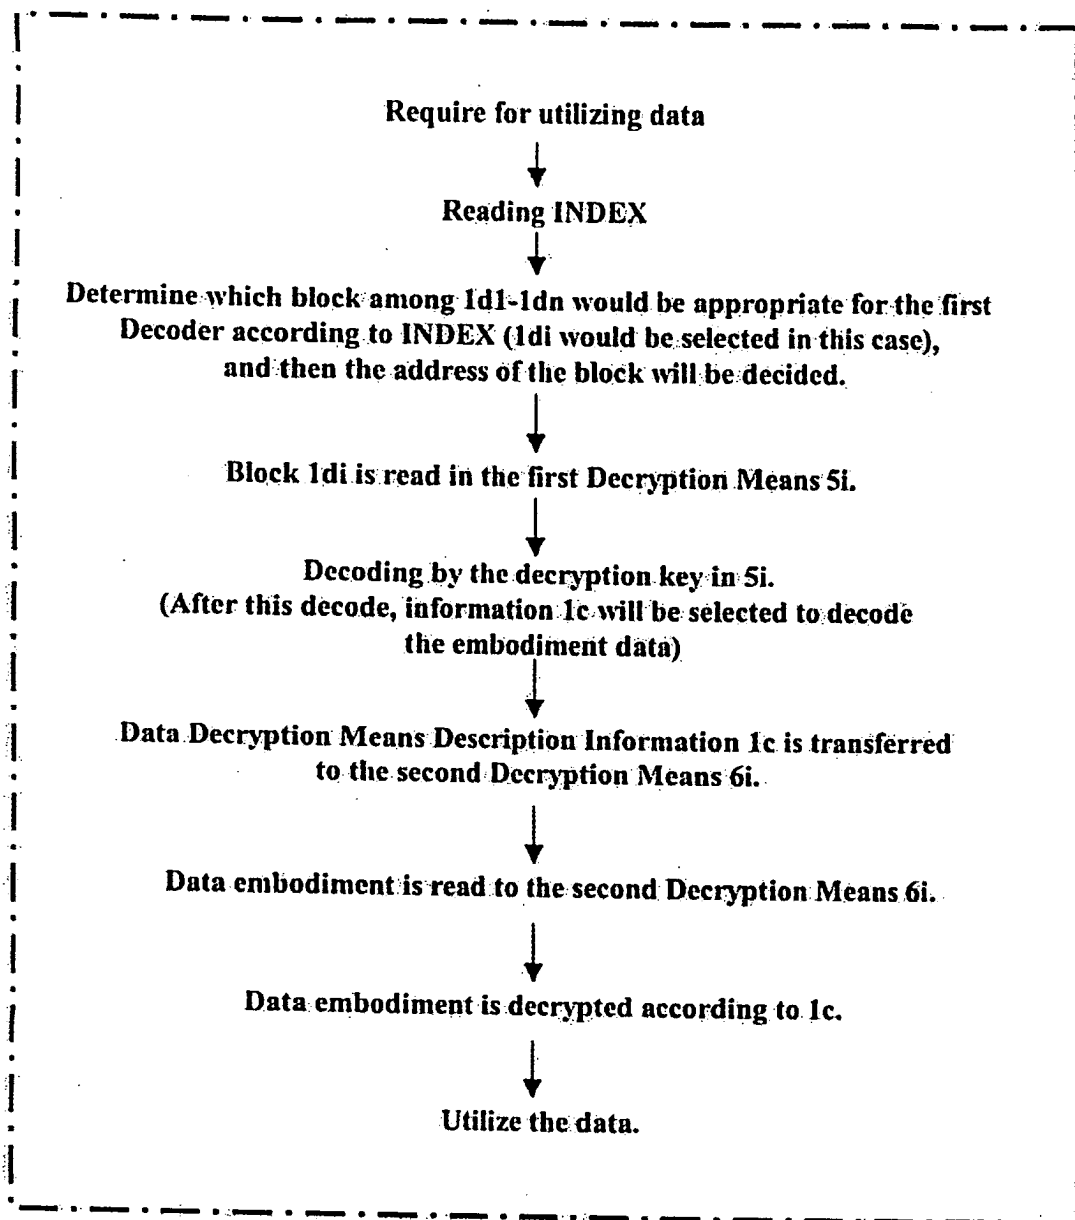 Require for utilizing data
Reading INDEX
Determine which block among 1d1-1dn would be appropriate for the first
Decoder according to INDEX (1di would be selected in this case),
and then the address of the block will be decided.
Block 1di is read in the first Decryption Means 5i.
Decoding by the decryption key in 5i.
(After this decode, information 1c will be selected to decode
the embodiment data)
Data Decryption Means Description Information 1c is transferred
to the second Decryption Means 6i.
Data embodiment is read to the second Decryption Means 6i.
Data embodiment is decrypted according to 1c.
Utilize the data.